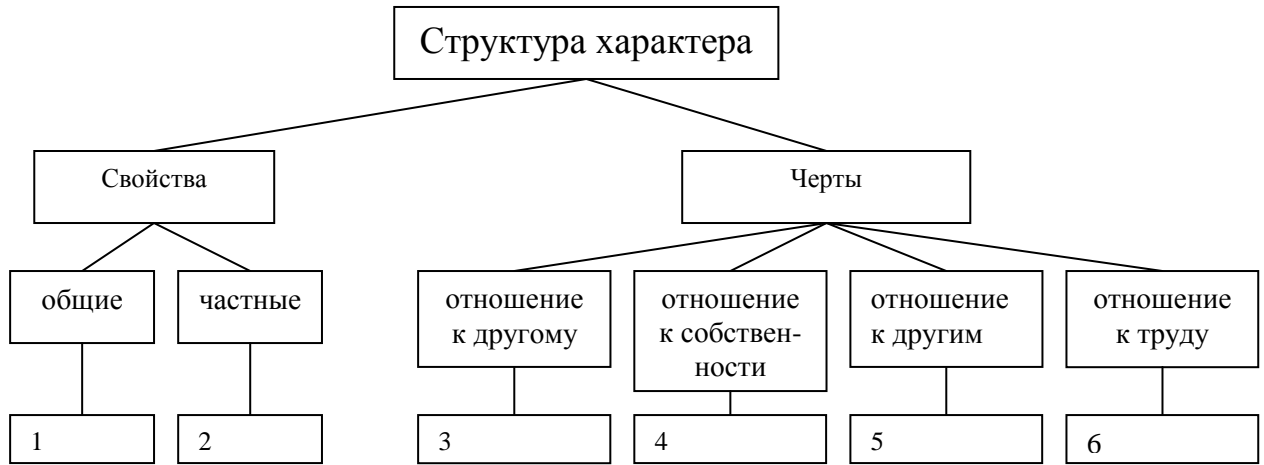 Структура характера
Свойства
Черты
общие
частные
отношение
к другому
отношение
к собствен-
ности
отношение
к другим
отношение
к труду
1
2
3
4
5
6